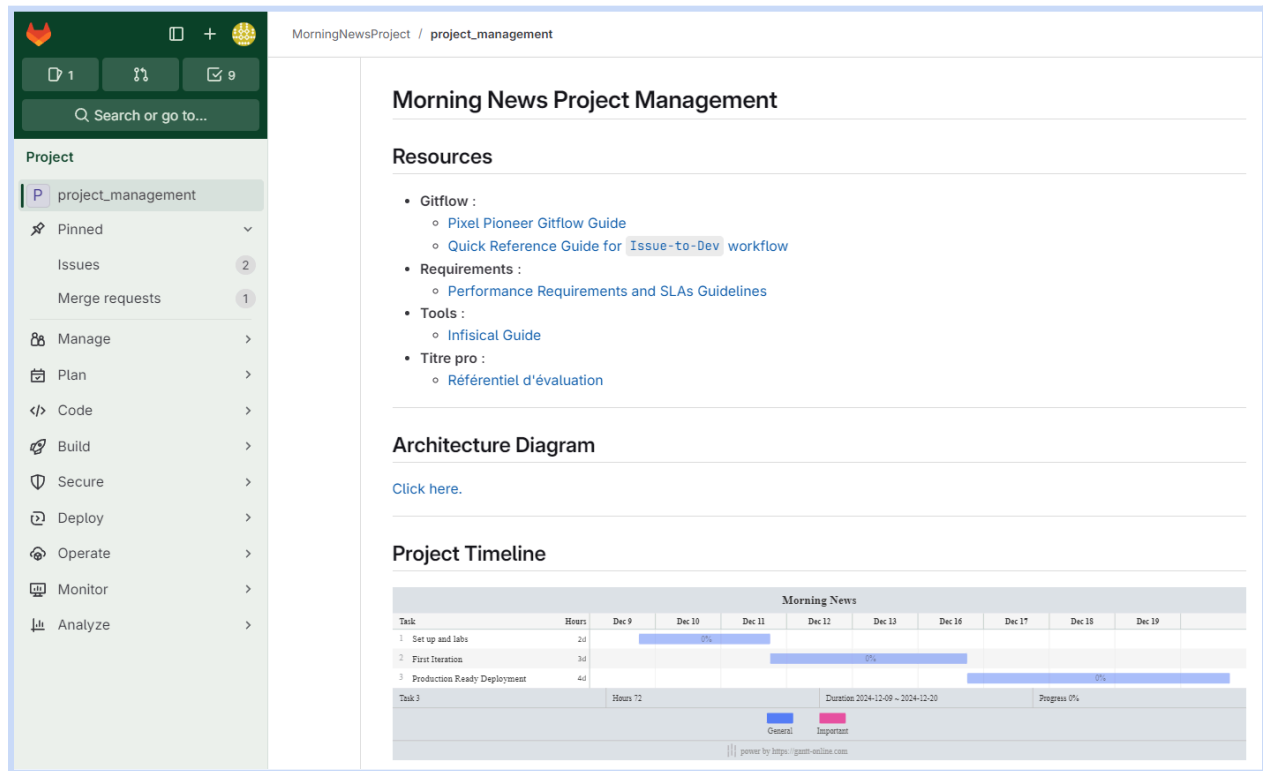 MorningNewsProject / project_management
1
9
Search or go to...
Project
P project_management
Pinned
Issues 2
Merge requests 1
Manage
Plan
Code
Build
Secure
Deploy
Operate
Monitor
Analyze
Morning News Project Management
Resources
Gitflow :
Pixel Pioneer Gitflow Guide
Quick Reference Guide for Issue-to-Dev workflow
Requirements :
Performance Requirements and SLAs Guidelines
Tools :
Infisical Guide
Titre pro :
Référentiel d'évaluation
Architecture Diagram
Click here.
Project Timeline
Morning News
Task Hours Dec 9 Dec 10 Dec 11 Dec 12 Dec 13 Dec 16 Dec 17 Dec 18 Dec 19
1 Set up and labs 2d 0%
2 First Iteration 3d 0%
3 Production Ready Deployment 4d 0%
Task 3 Hours 72 Duration 2024-12-09 ~ 2024-12-20 Progress 0%
General Important
power by https://gantt-online.com